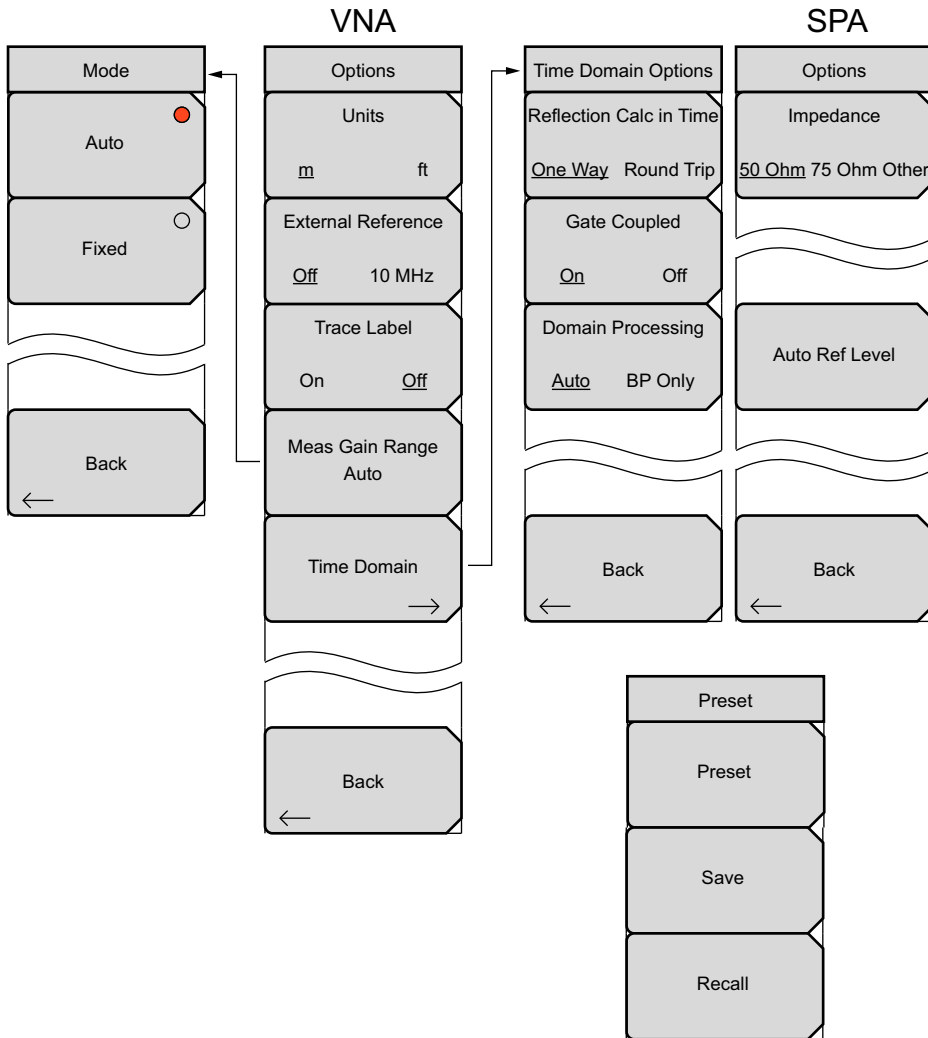 VNA
SPA
Mode
Auto
Fixed
Back
Options
Units
m ft
External Reference
Off 10 MHz
Trace Label
On Off
Meas Gain Range
Auto
Time Domain
Back
Time Domain Options
Reflection Calc in Time
One Way Round Trip
Gate Coupled
On Off
Domain Processing
Auto BP Only
Back
Options
Impedance
50 Ohm 75 Ohm Other
Auto Ref Level
Back
Preset
Preset
Save
Recall